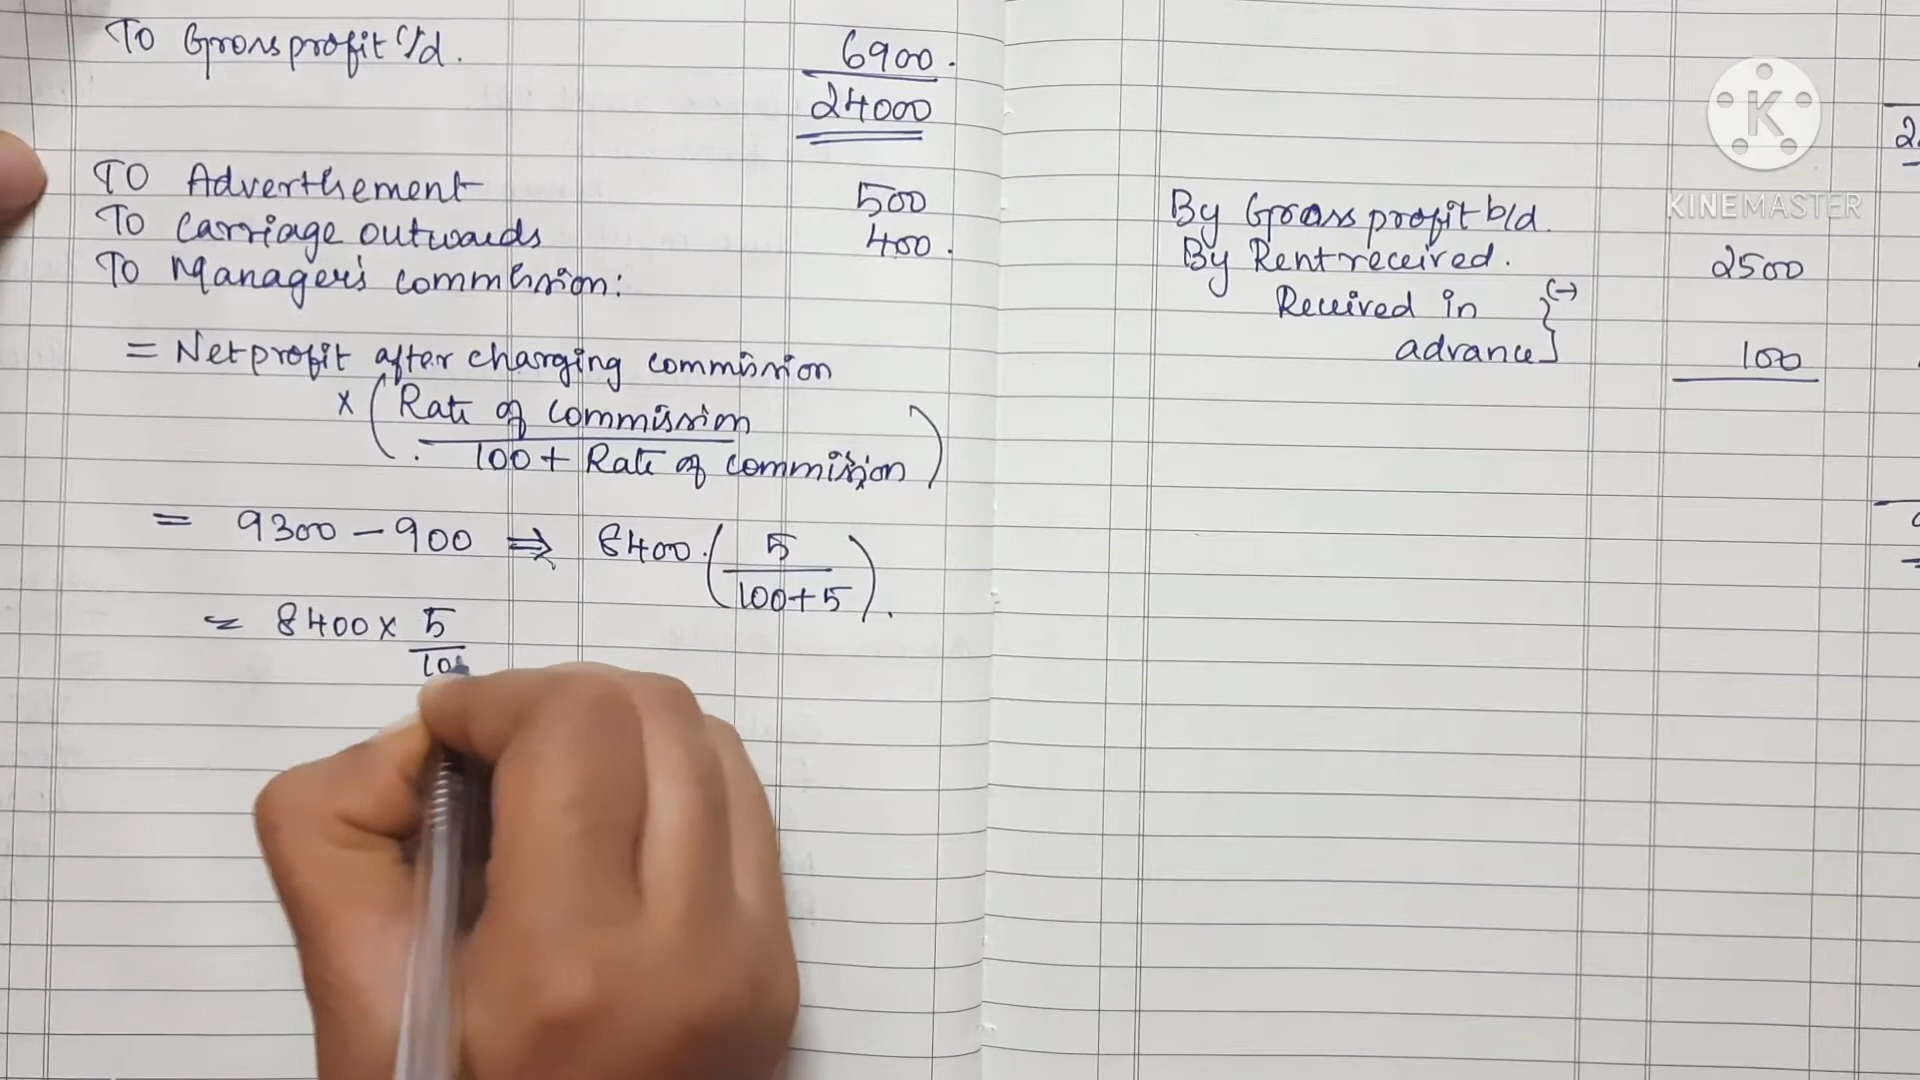 To Gross profit c/d. 6900.
24000
To Advertisement 500
To Carriage outwards 400.
To Manager's commission:
= Net profit after charging commission
x ( Rate of commission
100 + Rate of commission )
= 9300 - 900 ⇒ 8400. ( 5
100+5 ).
= 8400 x 5
10
K
KINEMASTER
2
By Gross profit b/d.
By Rent received. 2500
Received in } (-)
advance 100